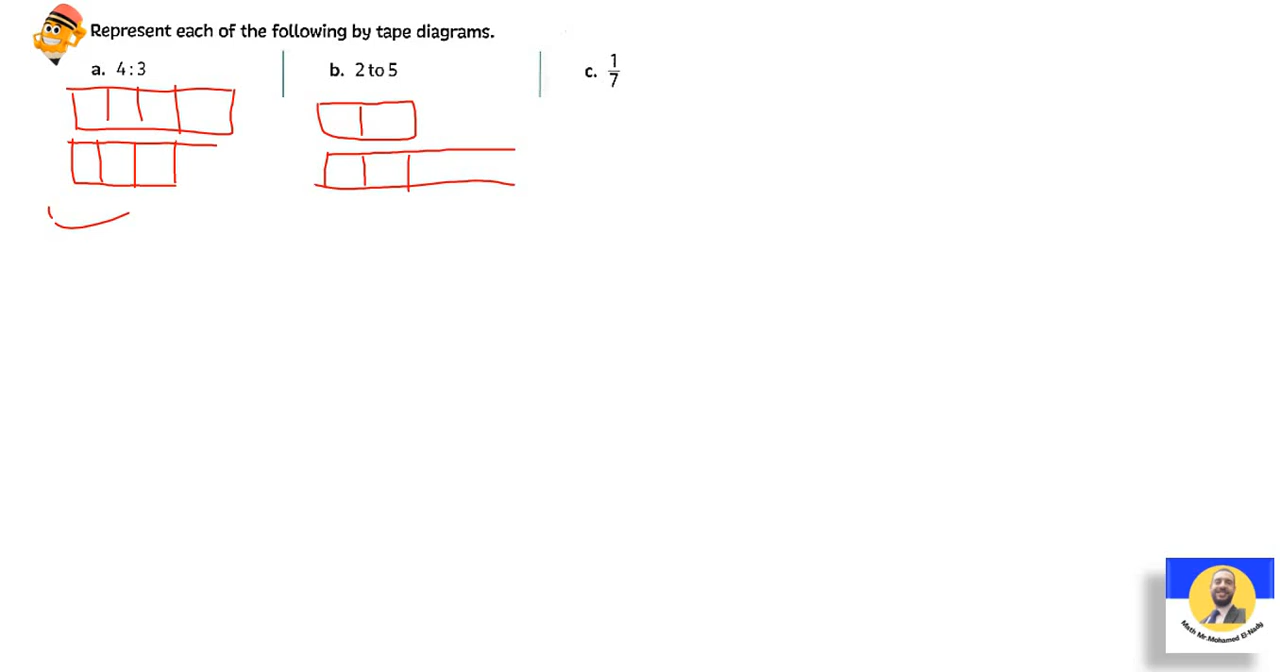 Represent each of the following by tape diagrams.
a. 4 : 3
b. 2 to 5
c. 1/7
Math Mr.Mohamed El-Nady